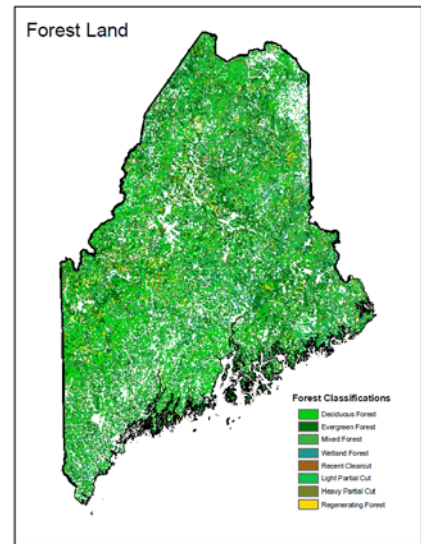 Forest Land
Forest Classifications
Deciduous Forest
Evergreen Forest
Mixed Forest
Wetland Forest
Recent Clearcut
Light Partial Cut
Heavy Partial Cut
Regenerating Forest